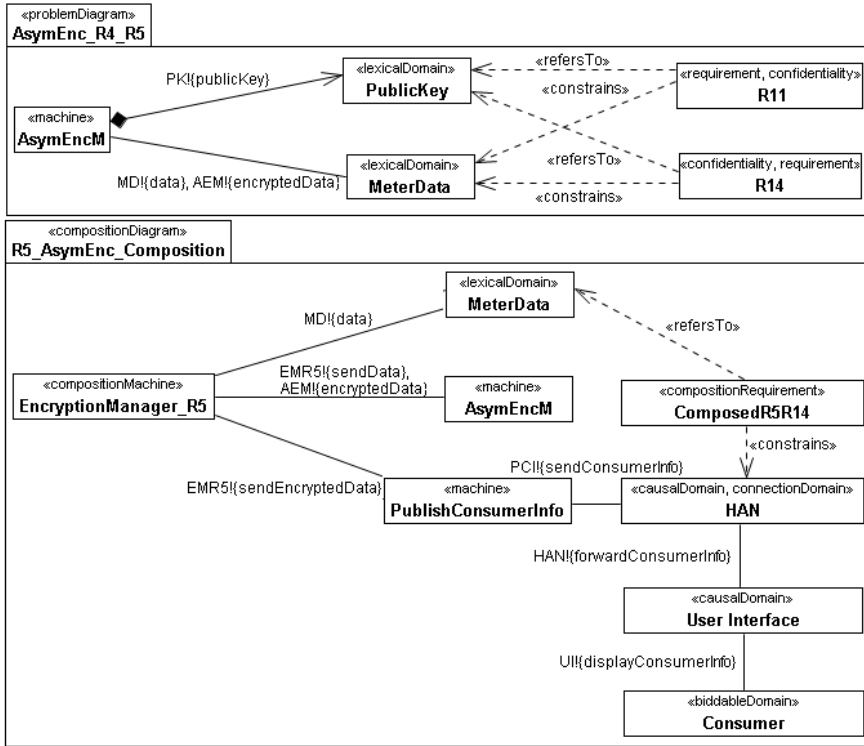 «problemDiagram»
AsymEnc_R4_R5
PK!{publicKey}
«lexicalDomain»
PublicKey
«refersTo»
«constrains»
«requirement, confidentiality»
R11
«machine»
AsymEncM
MD!{data}, AEM!{encryptedData}
«lexicalDomain»
MeterData
«refersTo»
«constrains»
«confidentiality, requirement»
R14
«compositionDiagram»
R5_AsymEnc_Composition
«lexicalDomain»
MeterData
MD!{data}
«refersTo»
«compositionMachine»
EncryptionManager_R5
EMR5!{sendData},
AEM!{encryptedData}
«machine»
AsymEncM
«compositionRequirement»
ComposedR5R14
«constrains»
EMR5!{sendEncryptedData}
«machine»
PublishConsumerInfo
PCI!{sendConsumerInfo}
«causalDomain, connectionDomain»
HAN
HAN!{forwardConsumerInfo}
«causalDomain»
User Interface
UI!{displayConsumerInfo}
«biddableDomain»
Consumer